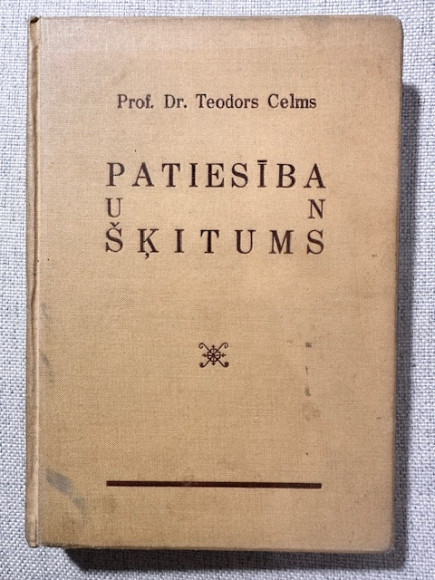 Prof. Dr. Teodors Celms
PATIESĪBA
U N
ŠĶITUMS